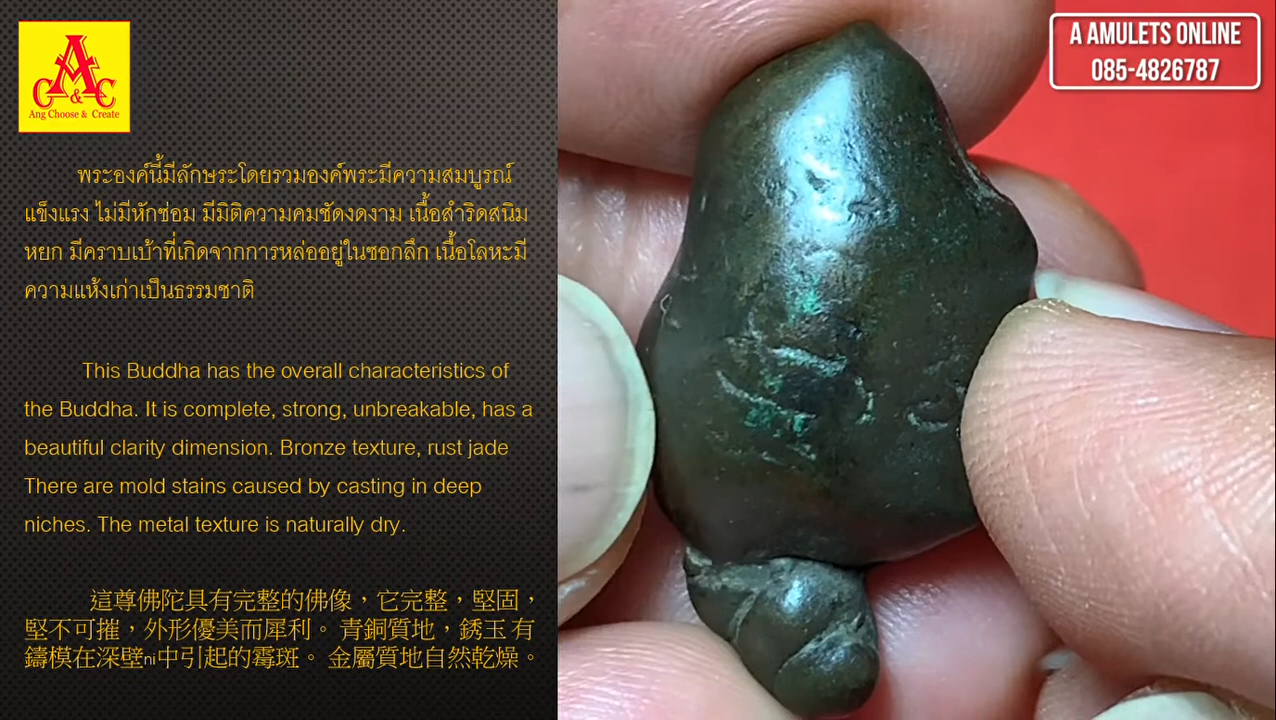 A
C & C
Ang Choose & Create
A AMULETS ONLINE
085-4826787
พระองค์นี้มีลักษระโดยรวมองค์พระมีความสมบูรณ์
แข็งแรง ไม่มีหักซ่อม มีมิติความคมชัดงดงาม เนื้อสำริดสนิม
หยก มีคราบเบ้าที่เกิดจากการหล่ออยู่ในซอกลึก เนื้อโลหะมี
ความแห้งเก่าเป็นธรรมชาติ
This Buddha has the overall characteristics of
the Buddha. It is complete, strong, unbreakable, has a
beautiful clarity dimension. Bronze texture, rust jade
There are mold stains caused by casting in deep
niches. The metal texture is naturally dry.
這尊佛陀具有完整的佛像，它完整，堅固，
堅不可摧，外形優美而犀利。 青銅質地，銹玉 有
鑄模在深壁ni中引起的霉斑。 金屬質地自然乾燥。